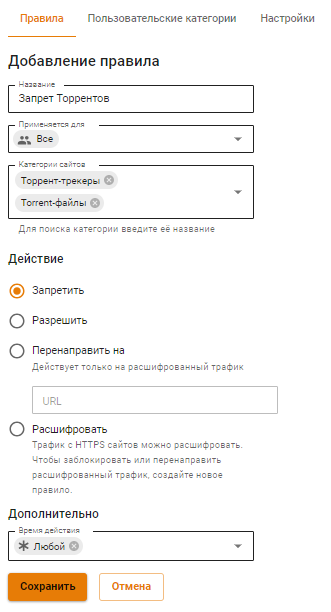 Правила Пользовательские категории Настройки
Добавление правила
Название
Запрет Торрентов
Применяется для
Все
Категории сайтов
Торрент-трекеры
Torrent-файлы
Для поиска категории введите её название
Действие
Запретить
Разрешить
Перенаправить на
Действует только на расшифрованный трафик
URL
Расшифровать
Трафик с HTTPS сайтов можно расшифровать.
Чтобы заблокировать или перенаправить
расшифрованный трафик, создайте новое
правило.
Дополнительно
Время действия
Любой
Сохранить Отмена